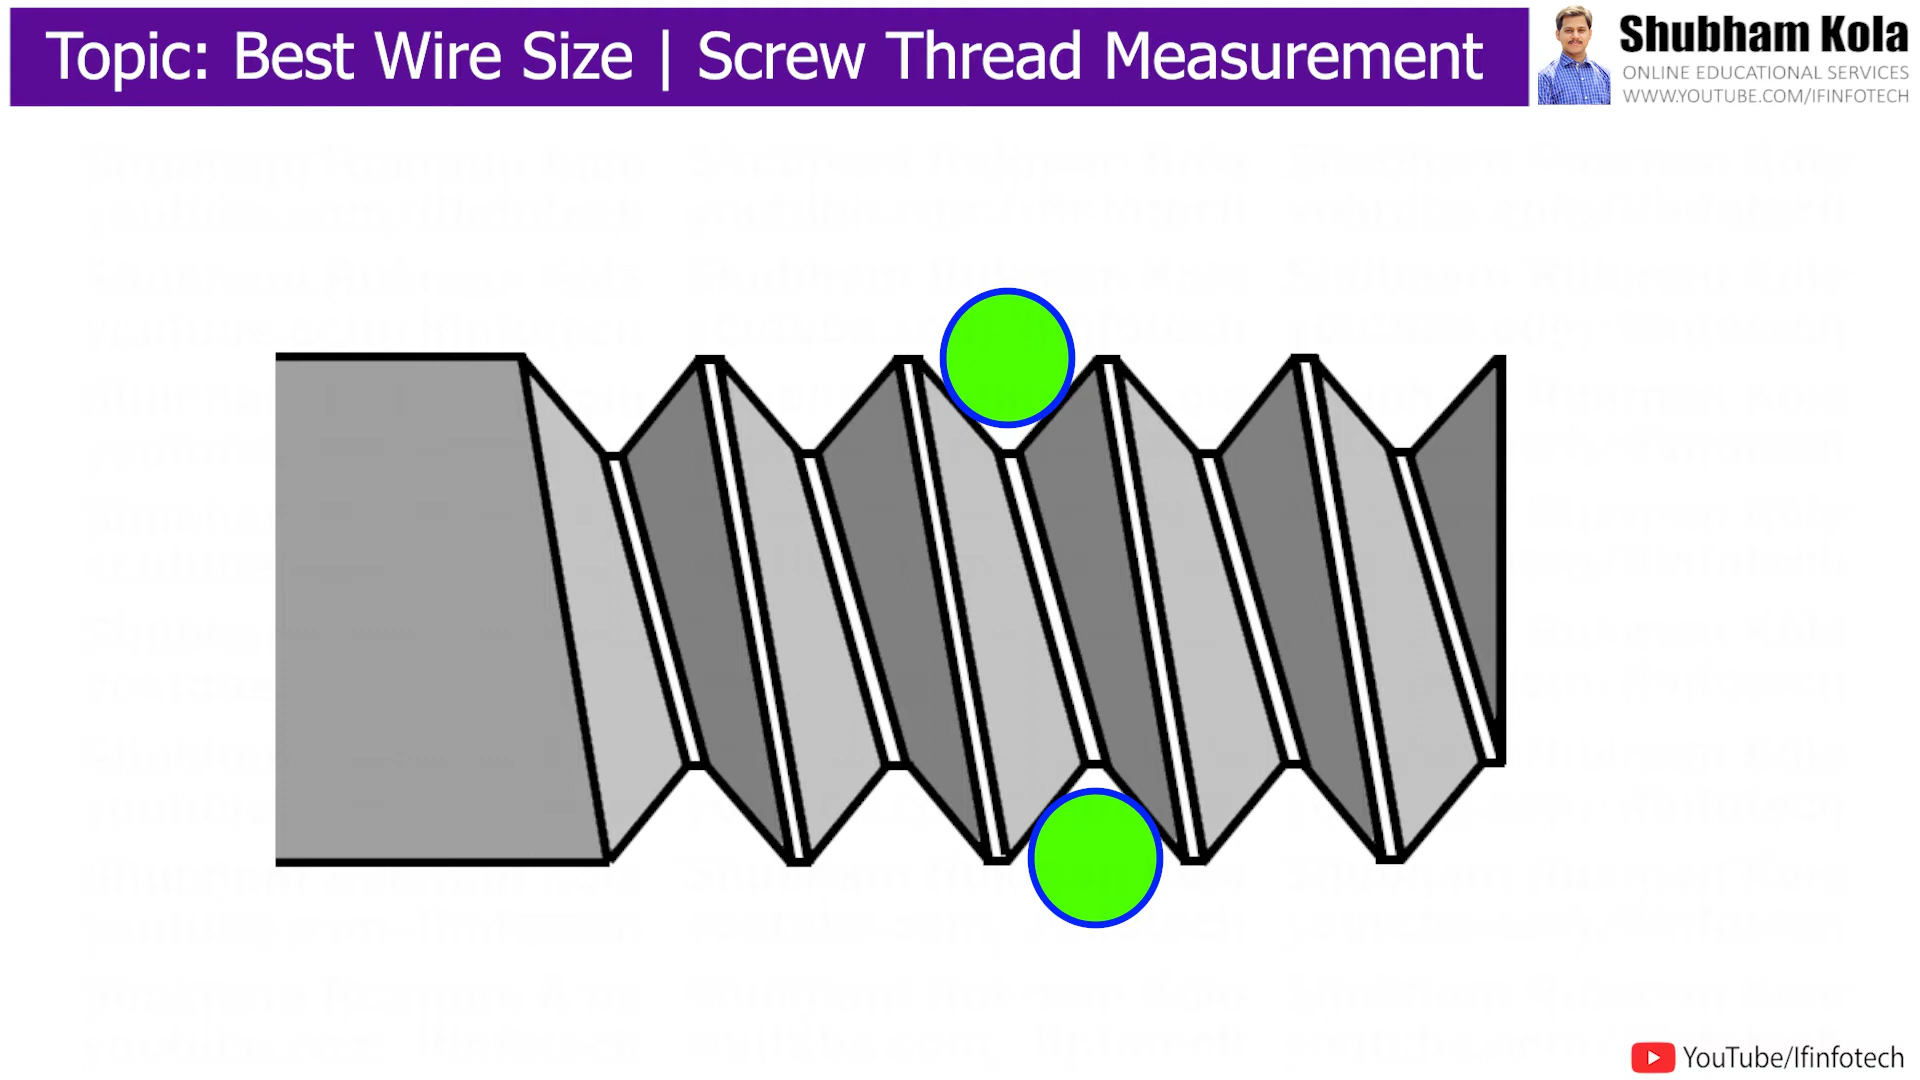 Topic: Best Wire Size | Screw Thread Measurement
Shubham Kola
ONLINE EDUCATIONAL SERVICES
WWW.YOUTUBE.COM/IFINFOTECH
YouTube/Ifinfotech